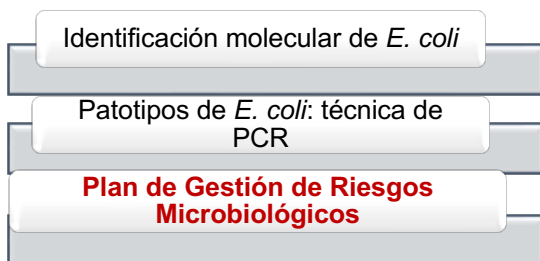 Identificación molecular de E. coli
Patotipos de E. coli: técnica de
PCR
Plan de Gestión de Riesgos
Microbiológicos